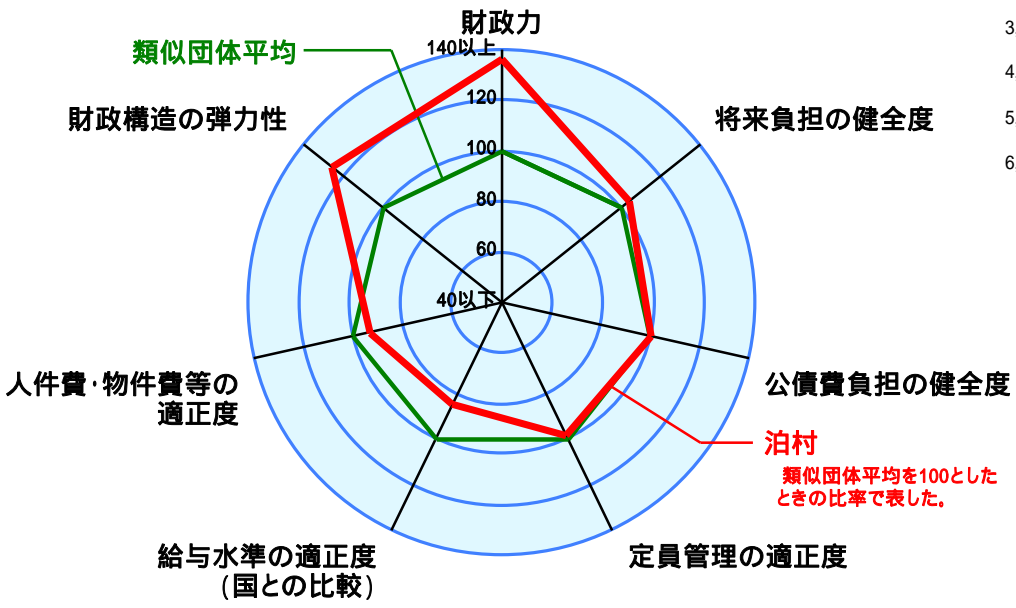 財政力
140以上
120
100
80
60
40以下
類似団体平均
財政構造の弾力性
将来負担の健全度
人件費・物件費等の
適正度
公債費負担の健全度
泊村
類似団体平均を100とした
ときの比率で表した。
給与水準の適正度
(国との比較)
定員管理の適正度
3.
4.
5.
6.